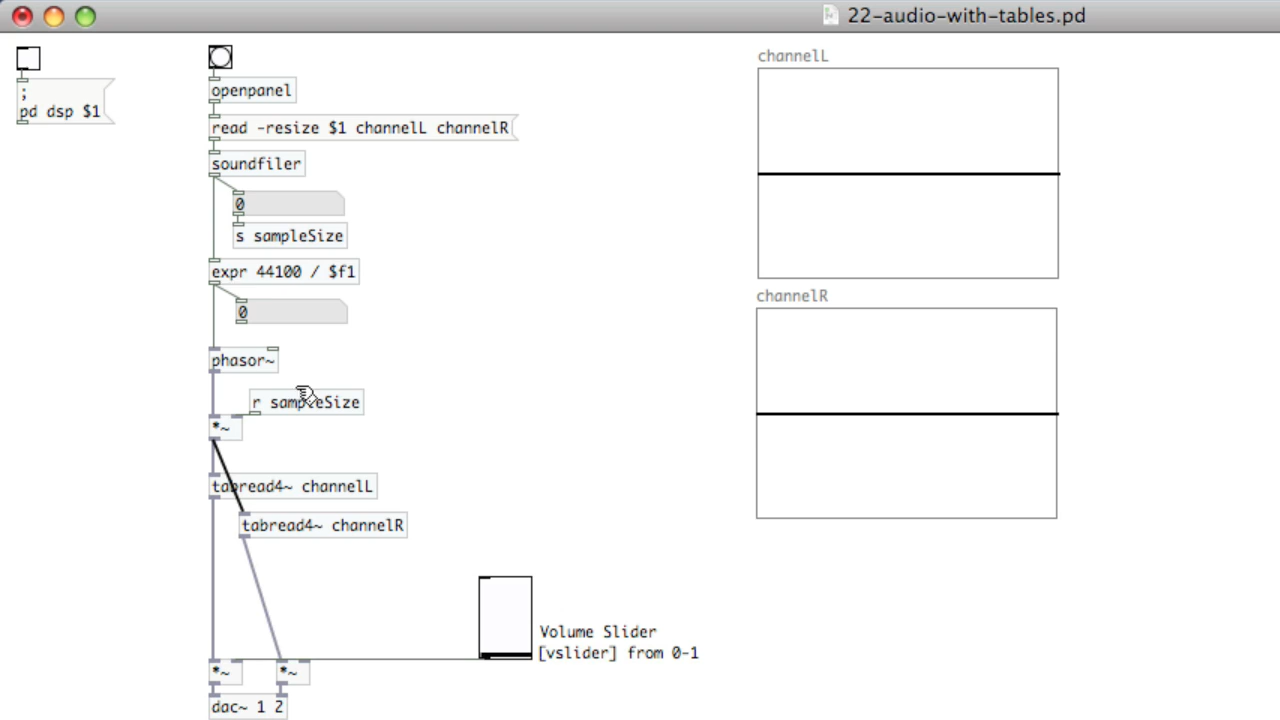 22-audio-with-tables.pd
;
pd dsp $1
openpanel
read -resize $1 channelL channelR
soundfiler
0
s sampleSize
expr 44100 / $f1
0
phasor~
r sampleSize
*~
tabread4~ channelL
tabread4~ channelR
Volume Slider
[vslider] from 0-1
*~ *~
dac~ 1 2
channelL
channelR